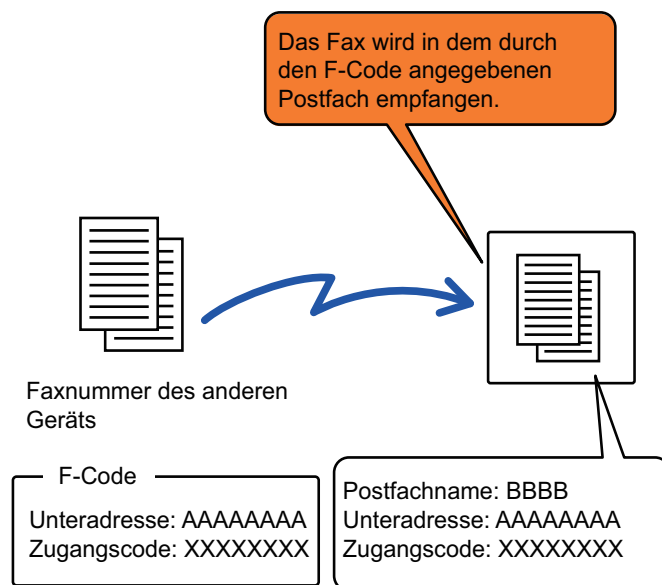 Das Fax wird in dem durch
den F-Code angegebenen
Postfach empfangen.
Faxnummer des anderen
Geräts
F-Code
Unteradresse: AAAAAAAA
Zugangscode: XXXXXXXX
Postfachname: BBBB
Unteradresse: AAAAAAAA
Zugangscode: XXXXXXXX